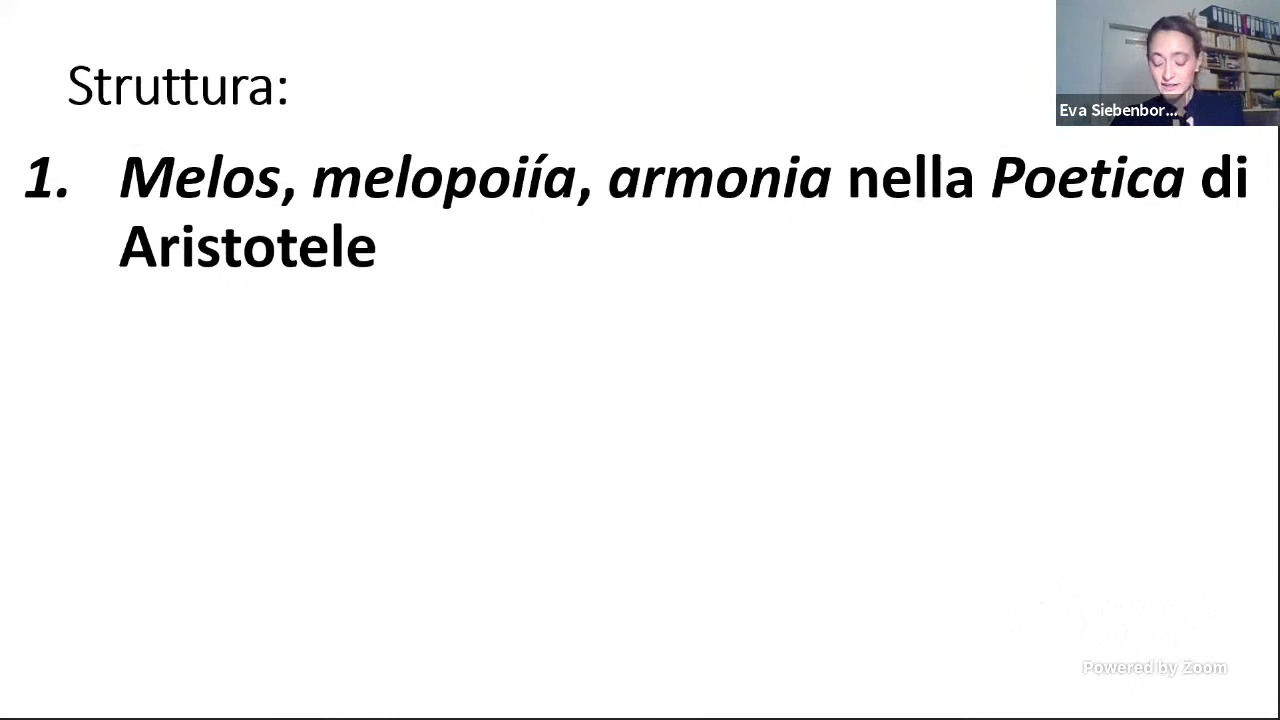 Struttura:
Eva Siebenbor...
1. Melos, melopoiía, armonia nella Poetica di
Aristotele
Powered by Zoom